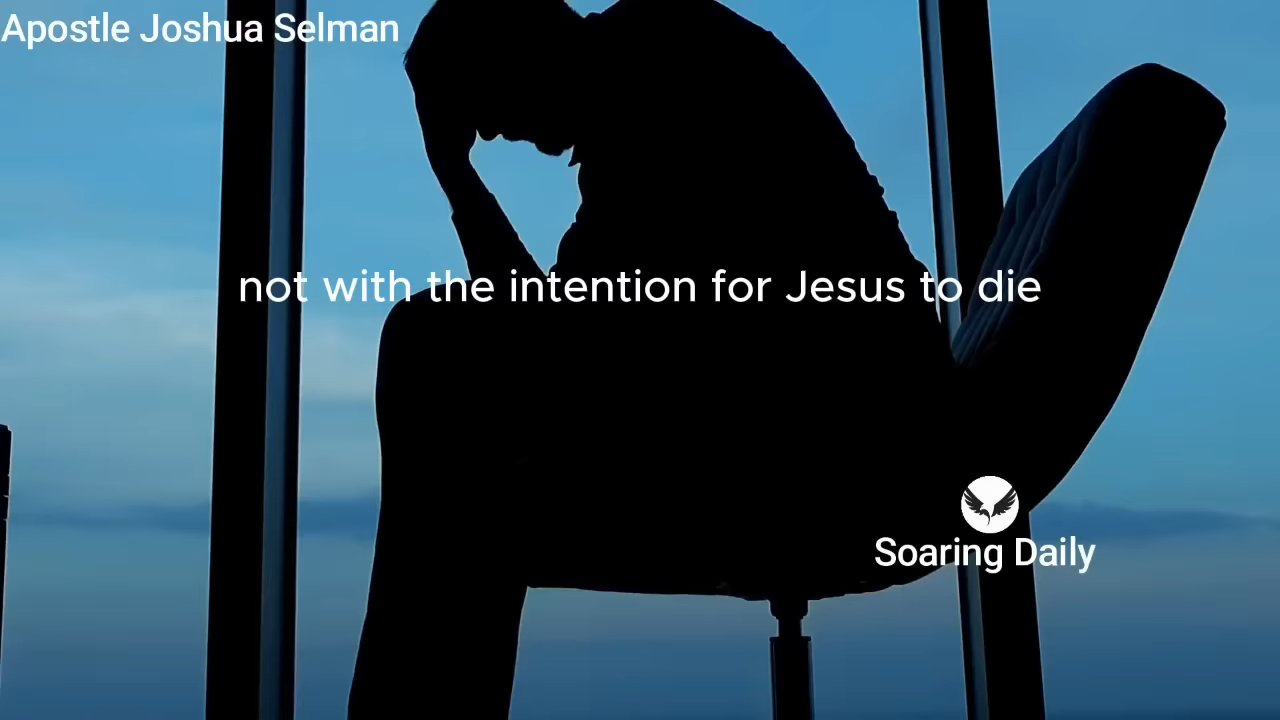 Apostle Joshua Selman
not with the intention for Jesus to die
Soaring Daily